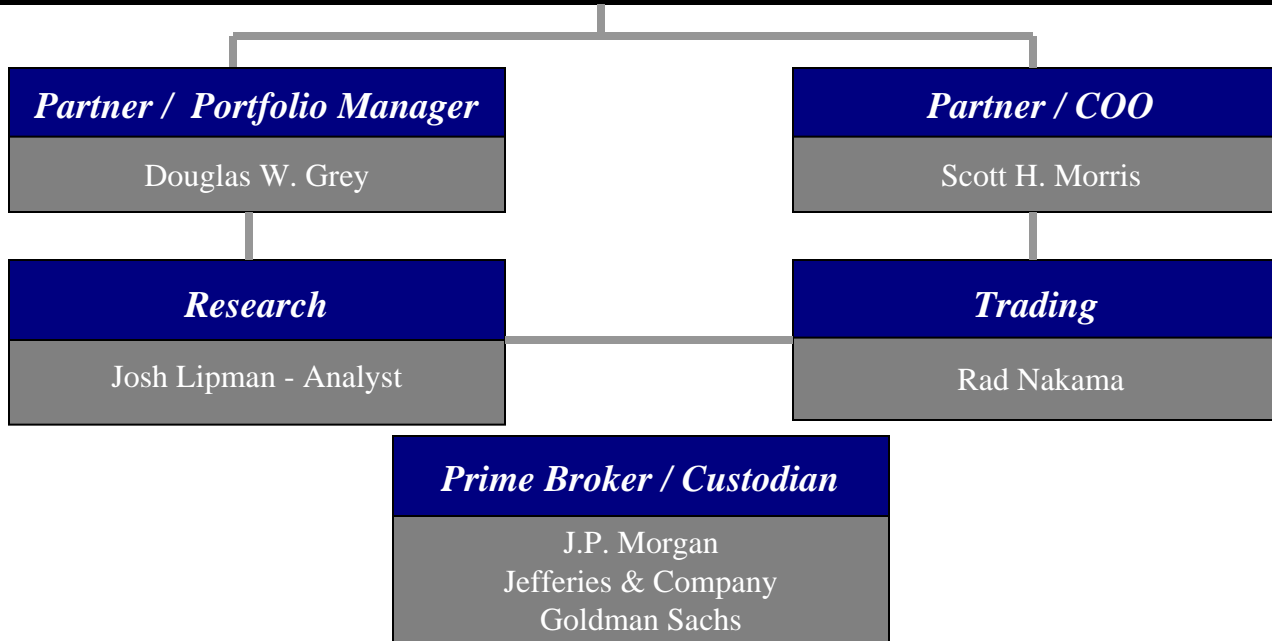 Partner / Portfolio Manager
Douglas W. Grey
Partner / COO
Scott H. Morris
Research
Josh Lipman - Analyst
Trading
Rad Nakama
Prime Broker / Custodian
J.P. Morgan
Jefferies & Company
Goldman Sachs